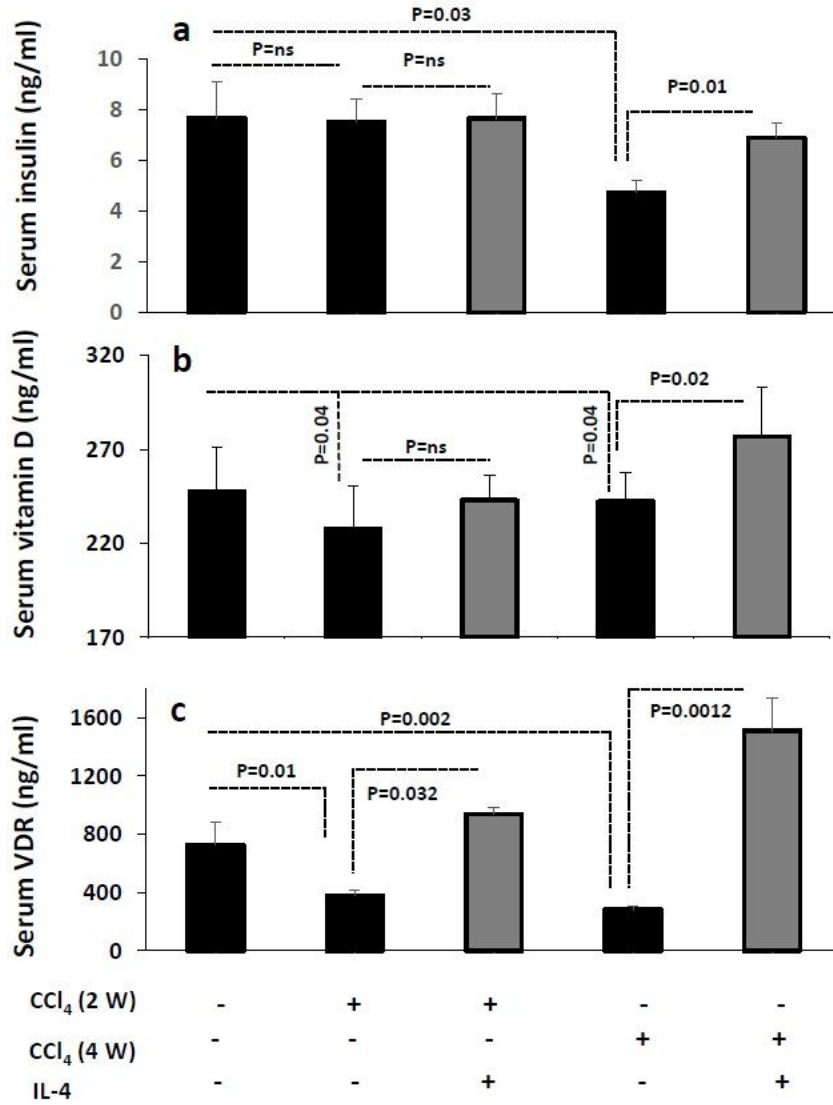 a
P=0.03
P=ns
P=ns
P=0.01
Serum insulin (ng/ml)
10
8
6
4
2
0
b
P=0.04
P=ns
P=0.04
P=0.02
Serum vitamin D (ng/ml)
320
270
220
170
c
P=0.002
P=0.0012
P=0.01
P=0.032
Serum VDR (ng/ml)
1600
1200
800
400
0
CCl₄ (2 W) - + + - -
CCl₄ (4 W) - - - + +
IL-4 - - + - +